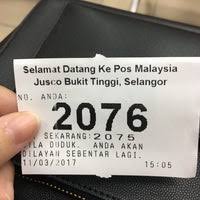 Selamat Datang Ke Pos Malaysia
Jusco Bukit Tinggi, Selangor
NO. ANDA:
2076
SEKARANG:2075
SILA DUDUK. ANDA AKAN
DILAYAN SEBENTAR LAGI.
11/03/2017 15:05